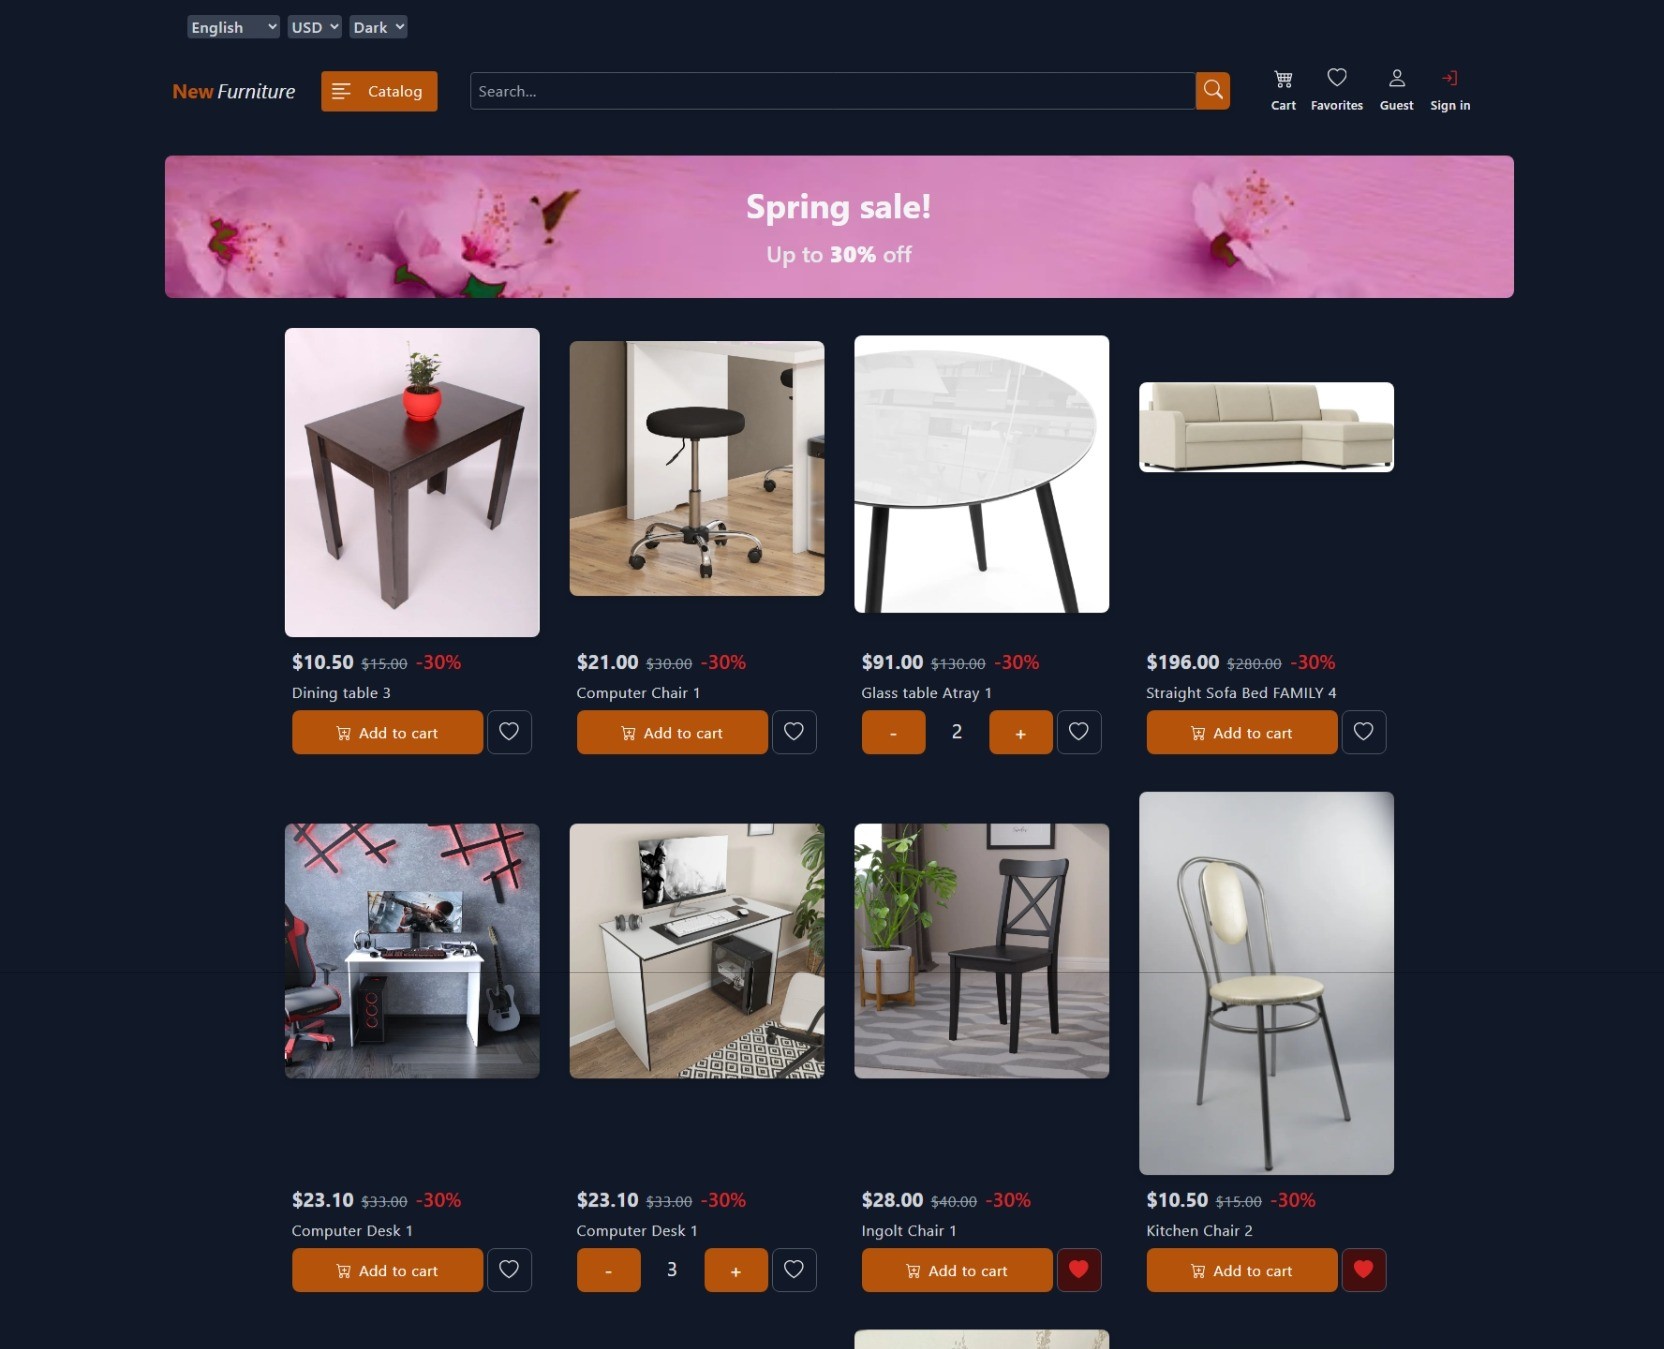 English USD Dark
New Furniture Catalog Search... Cart Favorites Guest Sign in
Spring sale!
Up to 30% off
$10.50 $15.00 -30% $21.00 $30.00 -30% $91.00 $130.00 -30% $196.00 $280.00 -30%
Dining table 3 Computer Chair 1 Glass table Atray 1 Straight Sofa Bed FAMILY 4
Add to cart Add to cart - 2 + Add to cart
$23.10 $33.00 -30% $23.10 $33.00 -30% $28.00 $40.00 -30% $10.50 $15.00 -30%
Computer Desk 1 Computer Desk 1 Ingolt Chair 1 Kitchen Chair 2
Add to cart - 3 + Add to cart Add to cart